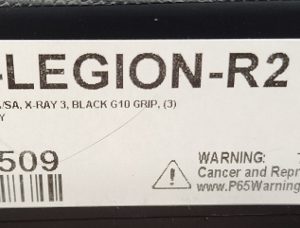 -LEGION-R2
/SA, X-RAY 3, BLACK G10 GRIP, (3)
Y
509
WARNING:
Cancer and Repr
www.P65Warning